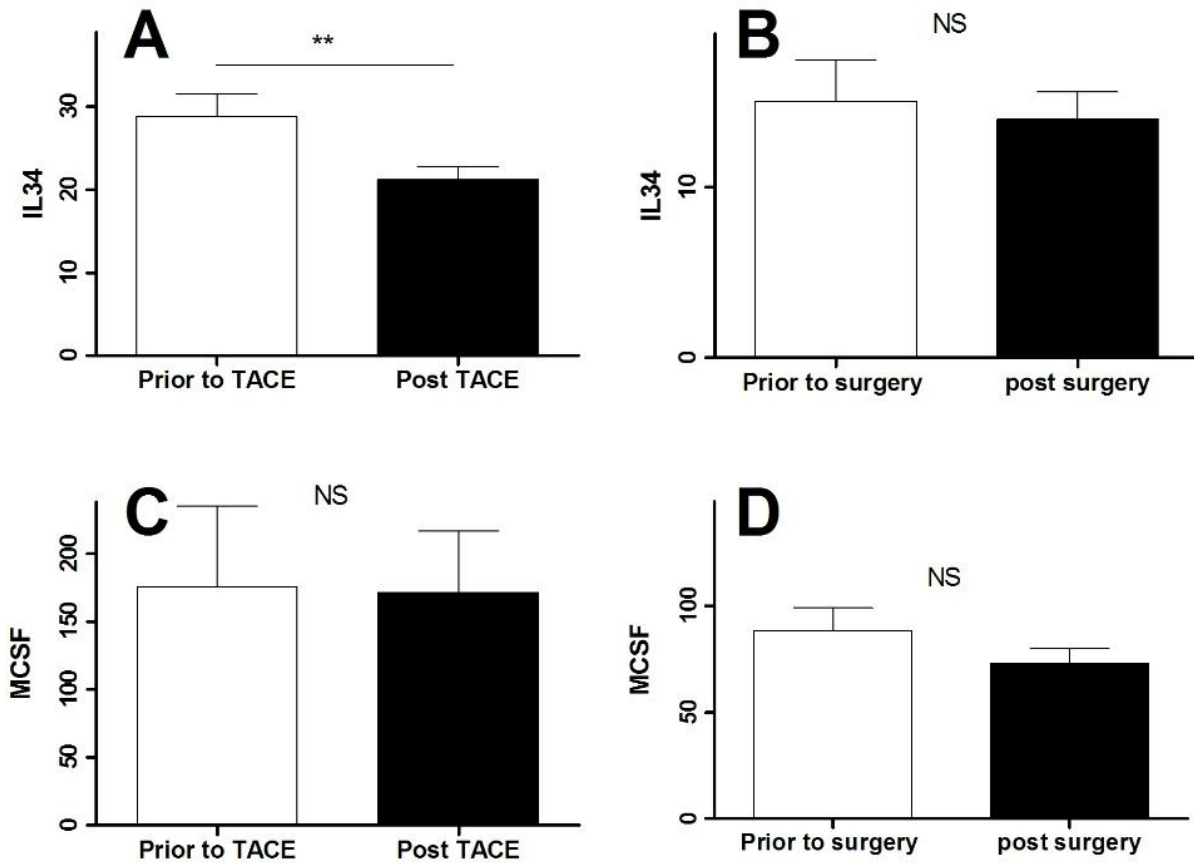 A
**
IL34
30
20
10
0
Prior to TACE
Post TACE
B
NS
IL34
10
0
Prior to surgery
post surgery
C
NS
MCSF
200
150
100
50
0
Prior to TACE
Post TACE
D
NS
MCSF
100
50
0
Prior to surgery
post surgery